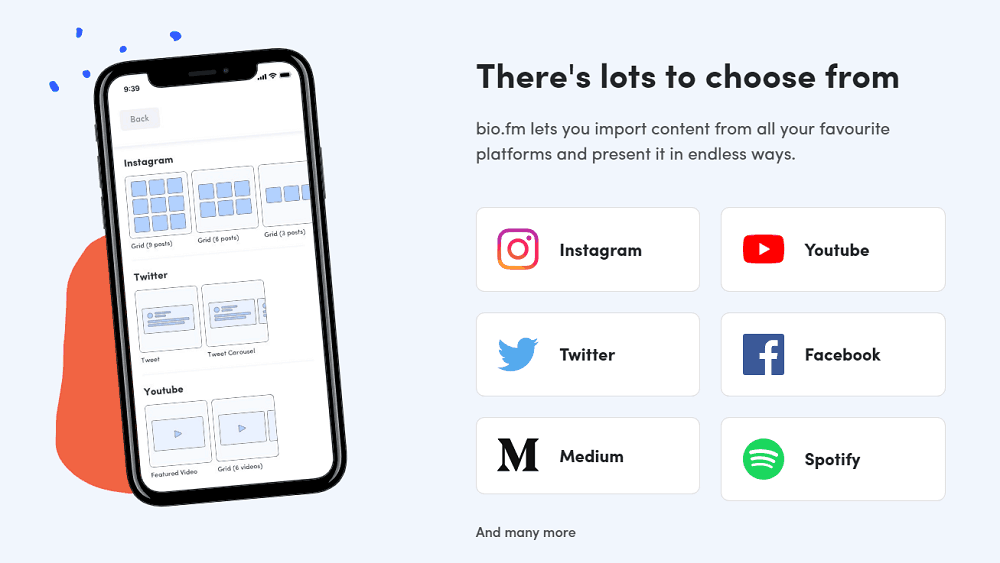 9:39
Back
Instagram
Grid (9 posts)
Grid (6 posts)
Grid (3 posts)
Twitter
Tweet
Tweet Carousel
Youtube
Featured Video
Grid (6 videos)
There's lots to choose from
bio.fm lets you import content from all your favourite
platforms and present it in endless ways.
Instagram
Youtube
Twitter
Facebook
Medium
Spotify
And many more